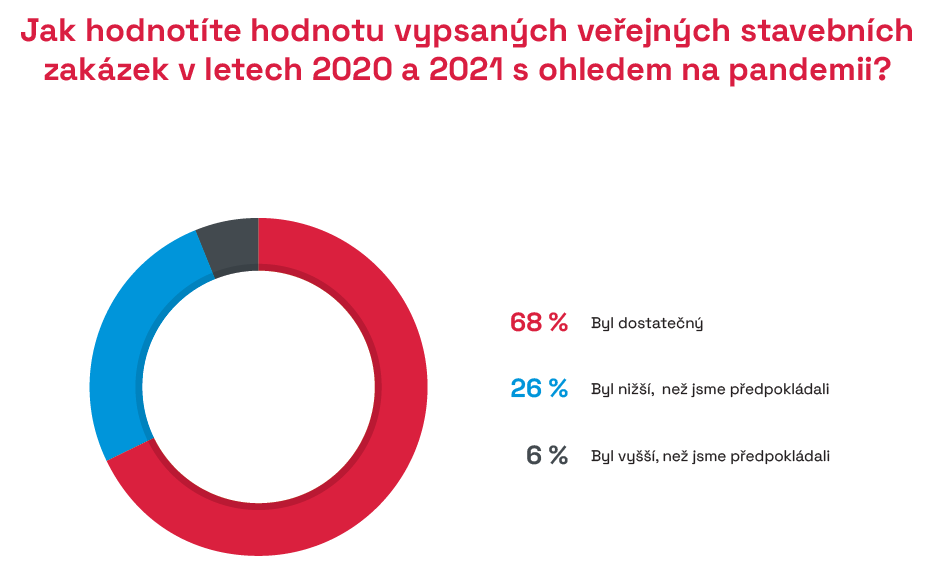 Jak hodnotíte hodnotu vypsaných veřejných stavebních
zakázek v letech 2020 a 2021 s ohledem na pandemii?
68 % Byl dostatečný
26 % Byl nižší, než jsme předpokládali
6 % Byl vyšší, než jsme předpokládali